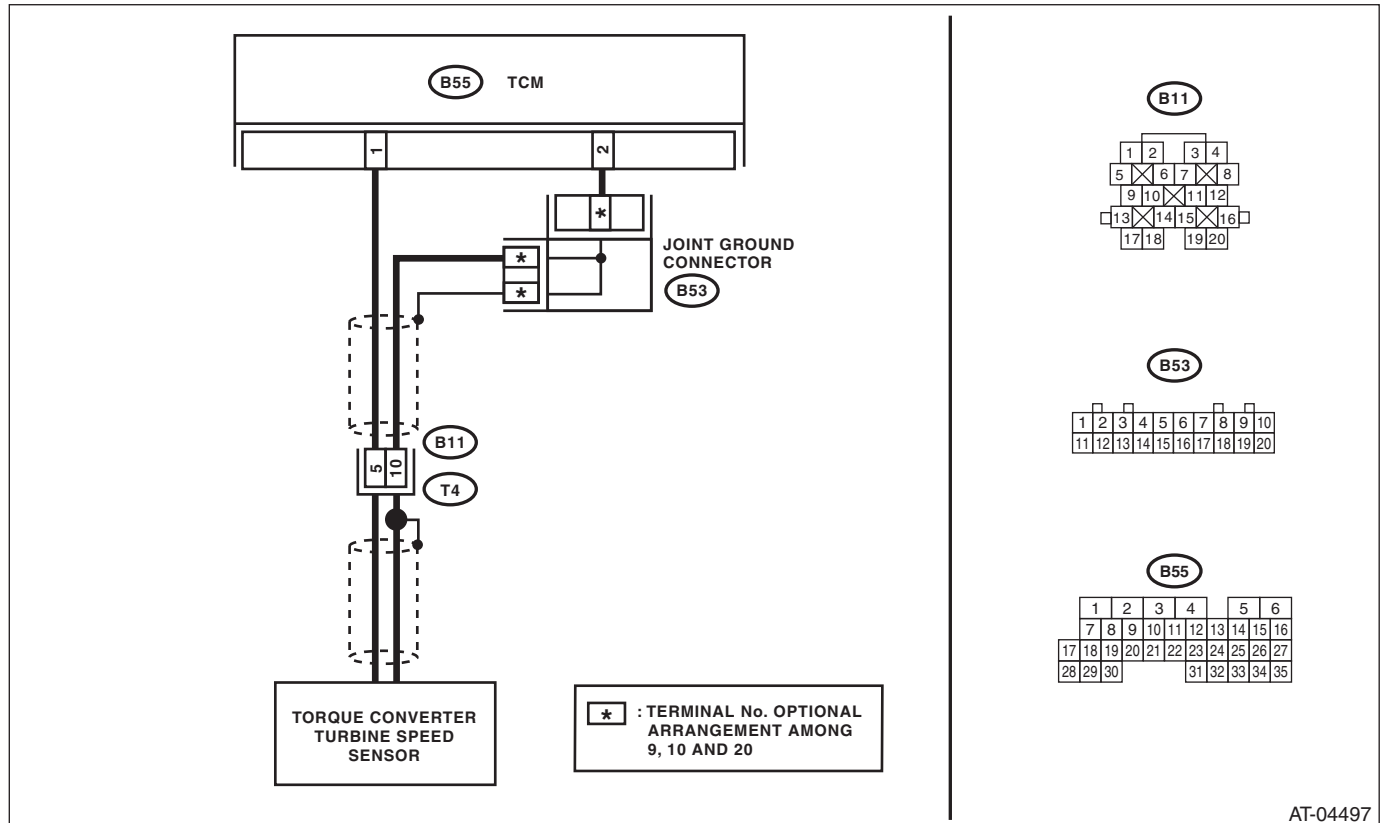 B55 TCM
1 2
*
JOINT GROUND
CONNECTOR
B53
*
*
B11
5 10
T4
TORQUE CONVERTER
TURBINE SPEED
SENSOR
* : TERMINAL No. OPTIONAL
ARRANGEMENT AMONG
9, 10 AND 20
B11
1 2 3 4
5 6 7 8
9 10 11 12
13 14 15 16
17 18 19 20
B53
1 2 3 4 5 6 7 8 9 10
11 12 13 14 15 16 17 18 19 20
B55
1 2 3 4 5 6
7 8 9 10 11 12 13 14 15 16
17 18 19 20 21 22 23 24 25 26 27
28 29 30 31 32 33 34 35
AT-04497